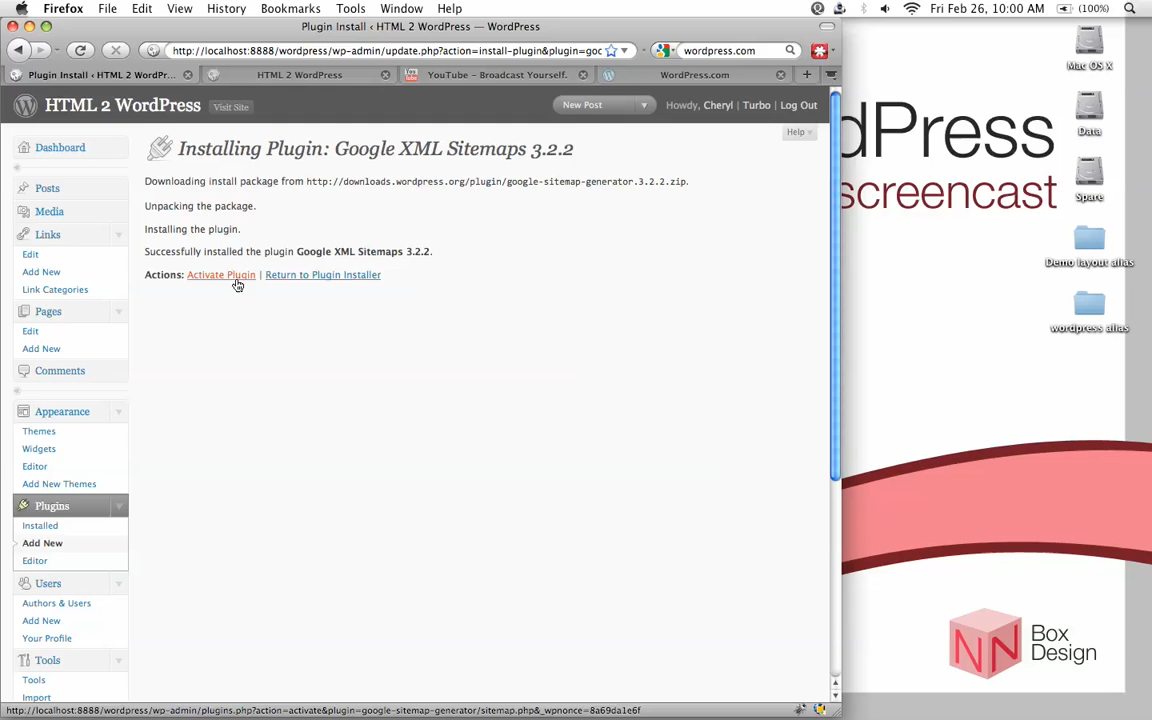 Firefox File Edit View History Bookmarks Tools Window Help
(100%) Fri Feb 26, 10:00 AM
Plugin Install ‹ HTML 2 WordPress — WordPress
http://localhost:8888/wordpress/wp-admin/update.php?action=install-plugin&plugin=goo
wordpress.com
Plugin Install ‹ HTML 2 WordPr...
HTML 2 WordPress
YouTube - Broadcast Yourself.
WordPress.com
HTML 2 WordPress
Visit Site
New Post
Howdy, Cheryl | Turbo | Log Out
Help
Dashboard
Posts
Media
Links
Edit
Add New
Link Categories
Pages
Edit
Add New
Comments
Appearance
Themes
Widgets
Editor
Add New Themes
Plugins
Installed
Add New
Editor
Users
Authors & Users
Add New
Your Profile
Tools
Tools
Import
Installing Plugin: Google XML Sitemaps 3.2.2
Downloading install package from http://downloads.wordpress.org/plugin/google-sitemap-generator.3.2.2.zip.
Unpacking the package.
Installing the plugin.
Successfully installed the plugin Google XML Sitemaps 3.2.2.
Actions: Activate Plugin | Return to Plugin Installer
http://localhost:8888/wordpress/wp-admin/plugins.php?action=activate&plugin=google-sitemap-generator/sitemap.php&_wpnonce=8a69da1e6f
dPress
screencast
Mac OS X
Data
Spare
Demo layout alias
wordpress alias
NN
Box
Design